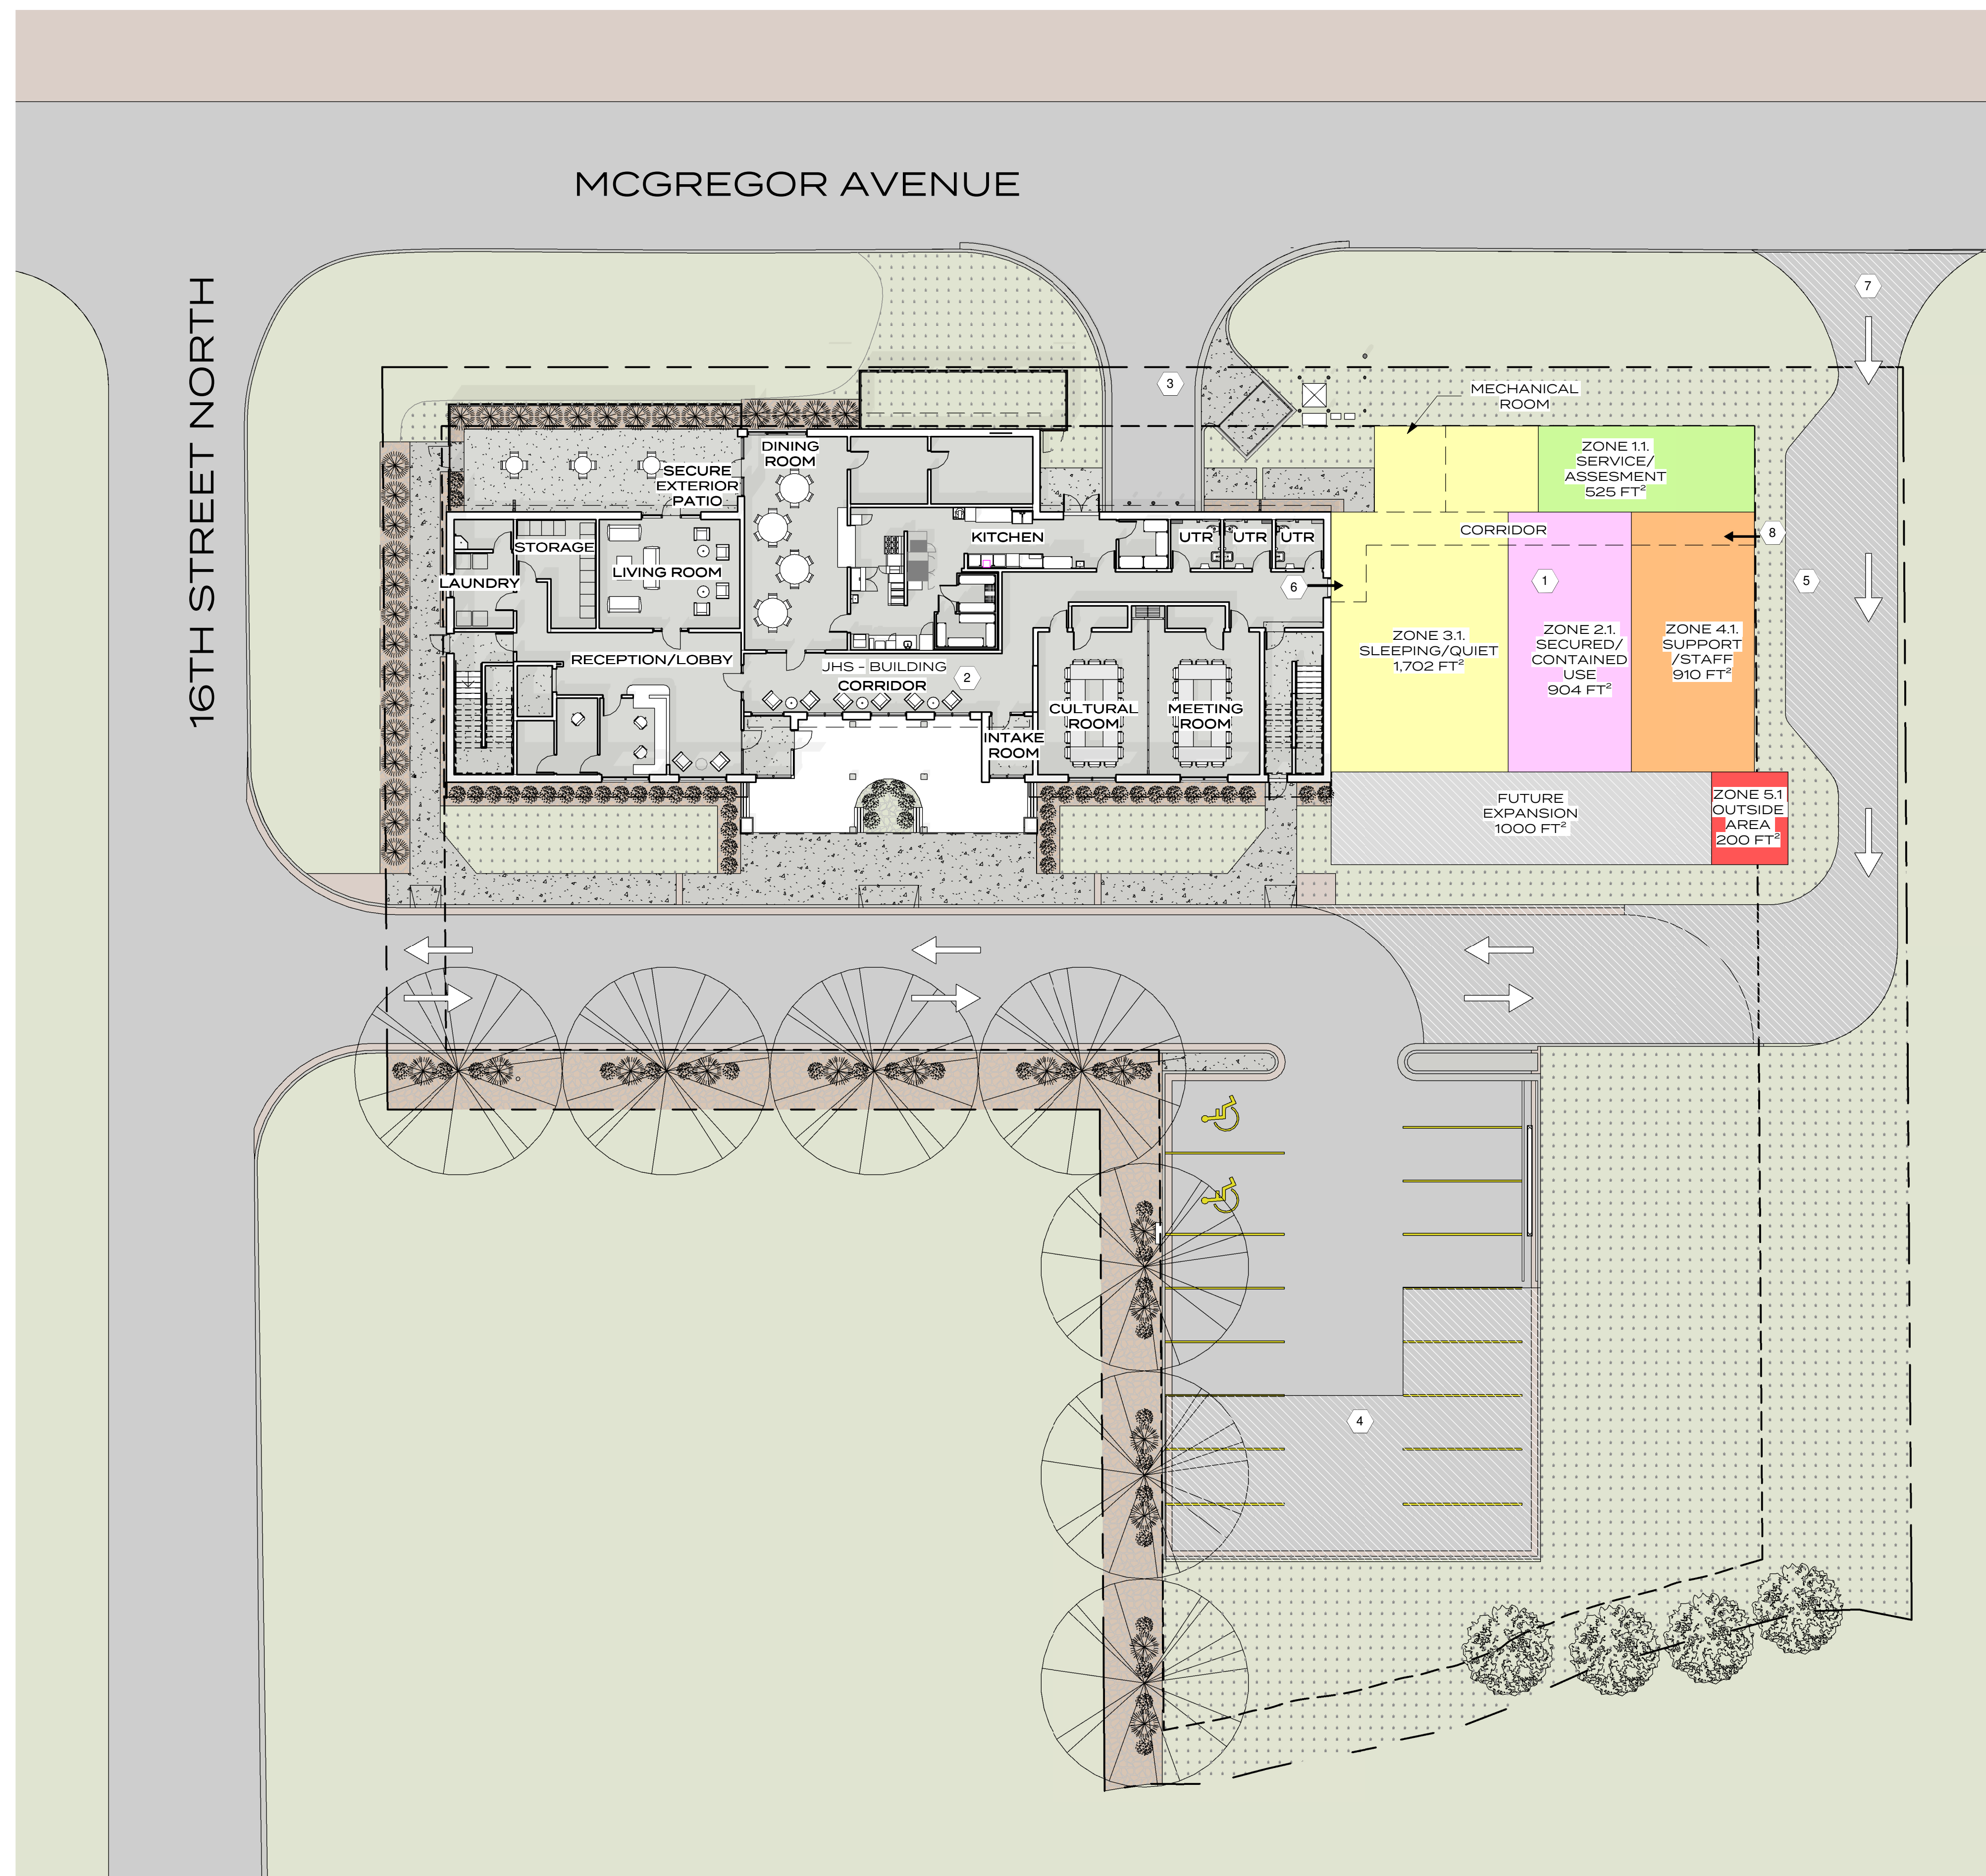 MCGREGOR AVENUE
16TH STREET NORTH
7
3
MECHANICAL
ROOM
DINING
ROOM
SECURE
EXTERIOR
PATIO
ZONE 1.1.
SERVICE/
ASSESMENT
525 FT²
CORRIDOR
8
KITCHEN
UTR
UTR
UTR
STORAGE
LAUNDRY
LIVING ROOM
6
1
5
ZONE 3.1.
SLEEPING/QUIET
1,702 FT²
ZONE 2.1.
SECURED/
CONTAINED
USE
904 FT²
ZONE 4.1.
SUPPORT
/STAFF
910 FT²
RECEPTION/LOBBY
JHS - BUILDING
CORRIDOR
2
CULTURAL
ROOM
MEETING
ROOM
INTAKE
ROOM
FUTURE
EXPANSION
1000 FT²
ZONE 5.1
OUTSIDE
AREA
200 FT²
4